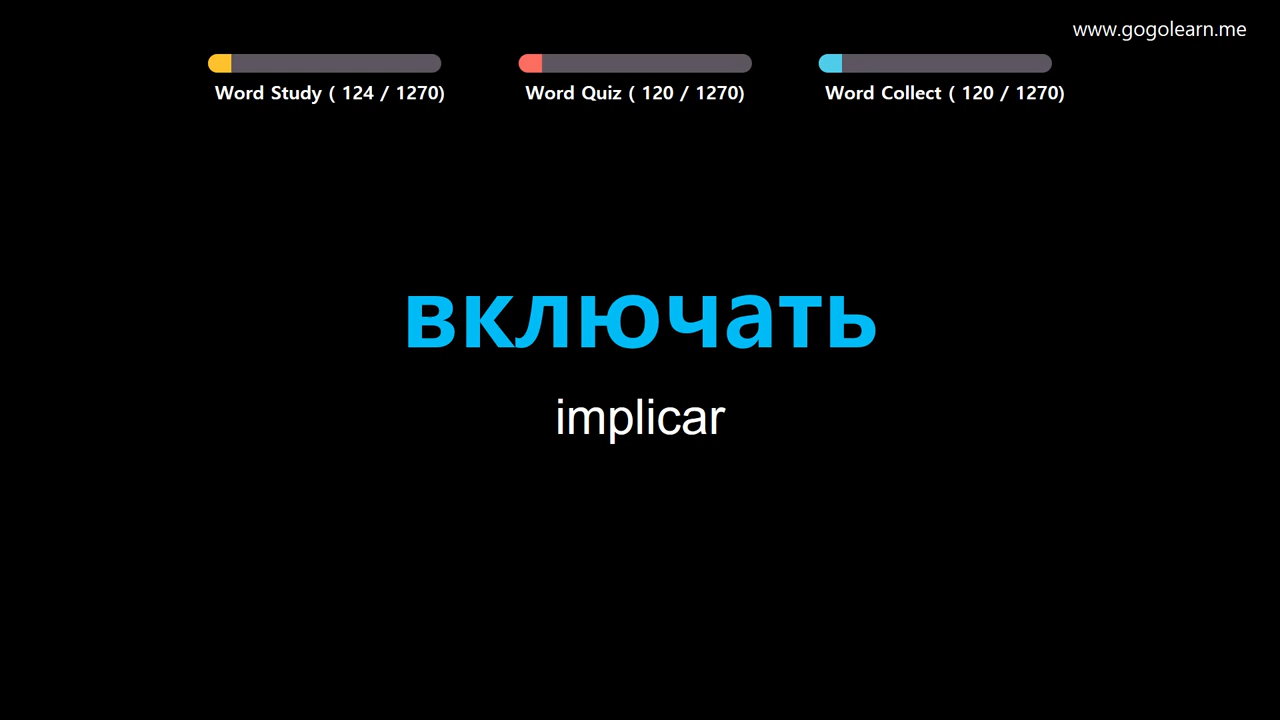 www.gogolearn.me
Word Study ( 124 / 1270)
Word Quiz ( 120 / 1270)
Word Collect ( 120 / 1270)
включать
implicar